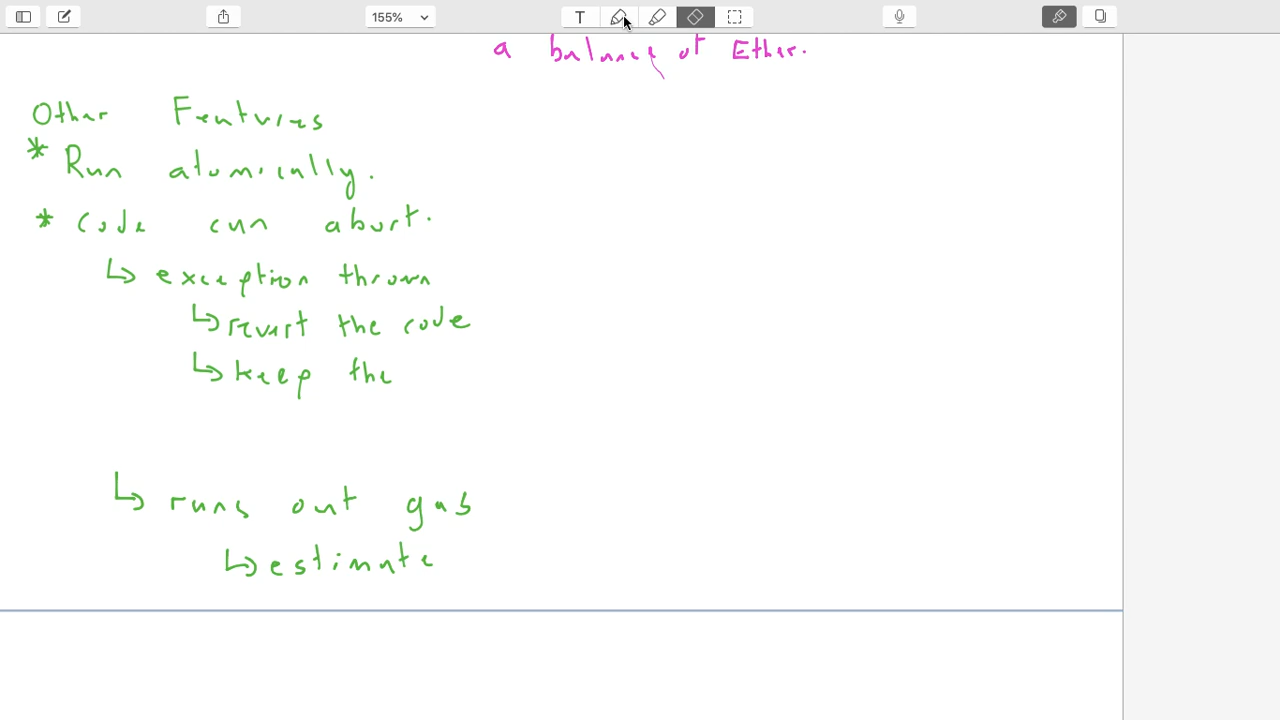 155%
T
a balance of Ether.
Other Features
* Run atomically.
* Code can abort.
↳ exception thrown
↳ revert the code
↳ keep the
↳ runs out gas
↳ estimate